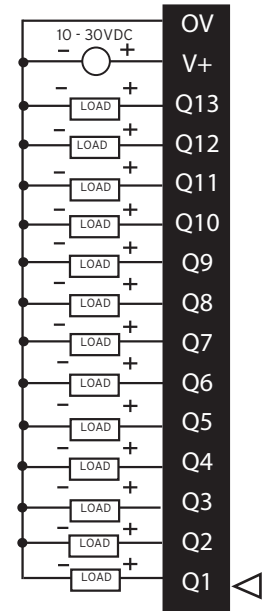 0V
10 - 30VDC
− + V+
− LOAD + Q13
− LOAD + Q12
− LOAD + Q11
− LOAD + Q10
− LOAD + Q9
− LOAD + Q8
− LOAD + Q7
− LOAD + Q6
− LOAD + Q5
− LOAD + Q4
− LOAD + Q3
− LOAD + Q2
− LOAD + Q1